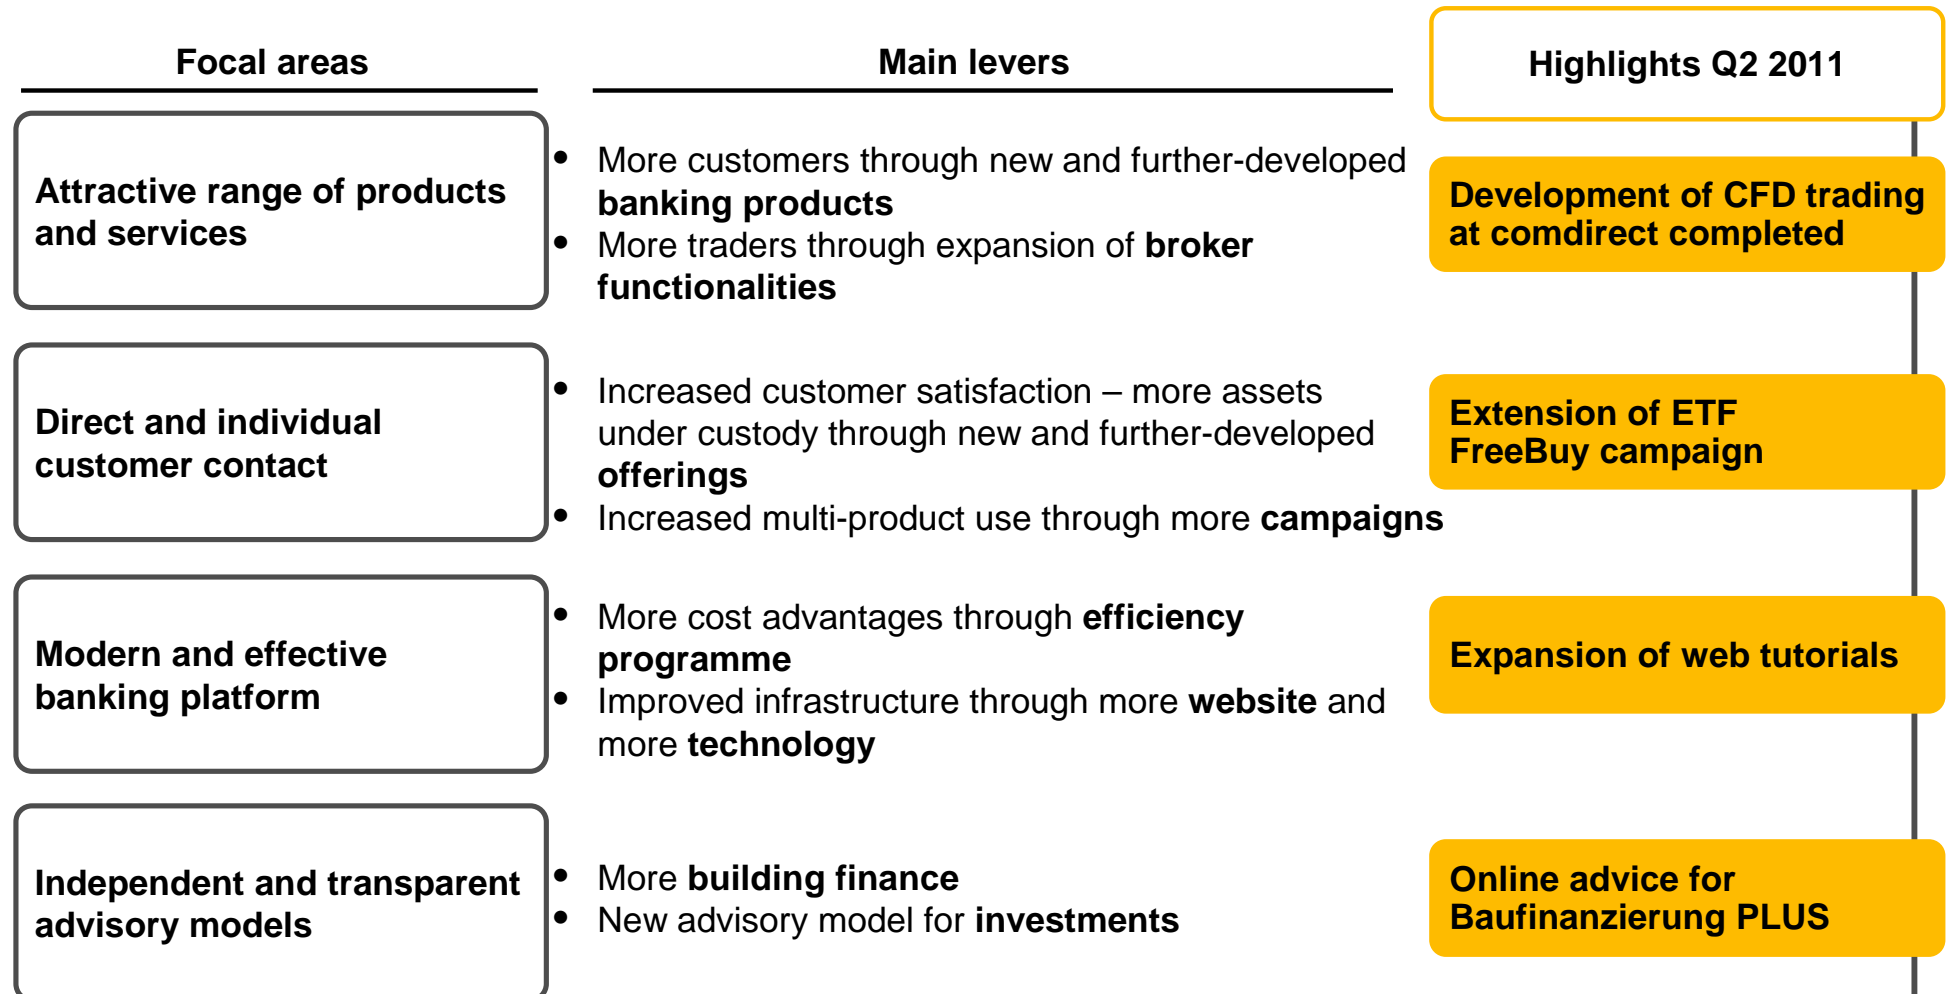 Focal areas
Main levers
Highlights Q2 2011
Attractive range of products
and services
• More customers through new and further-developed
banking products
• More traders through expansion of broker
functionalities
Development of CFD trading
at comdirect completed
Direct and individual
customer contact
• Increased customer satisfaction – more assets
under custody through new and further-developed
offerings
• Increased multi-product use through more campaigns
Extension of ETF
FreeBuy campaign
Modern and effective
banking platform
• More cost advantages through efficiency
programme
• Improved infrastructure through more website and
more technology
Expansion of web tutorials
Independent and transparent
advisory models
• More building finance
• New advisory model for investments
Online advice for
Baufinanzierung PLUS